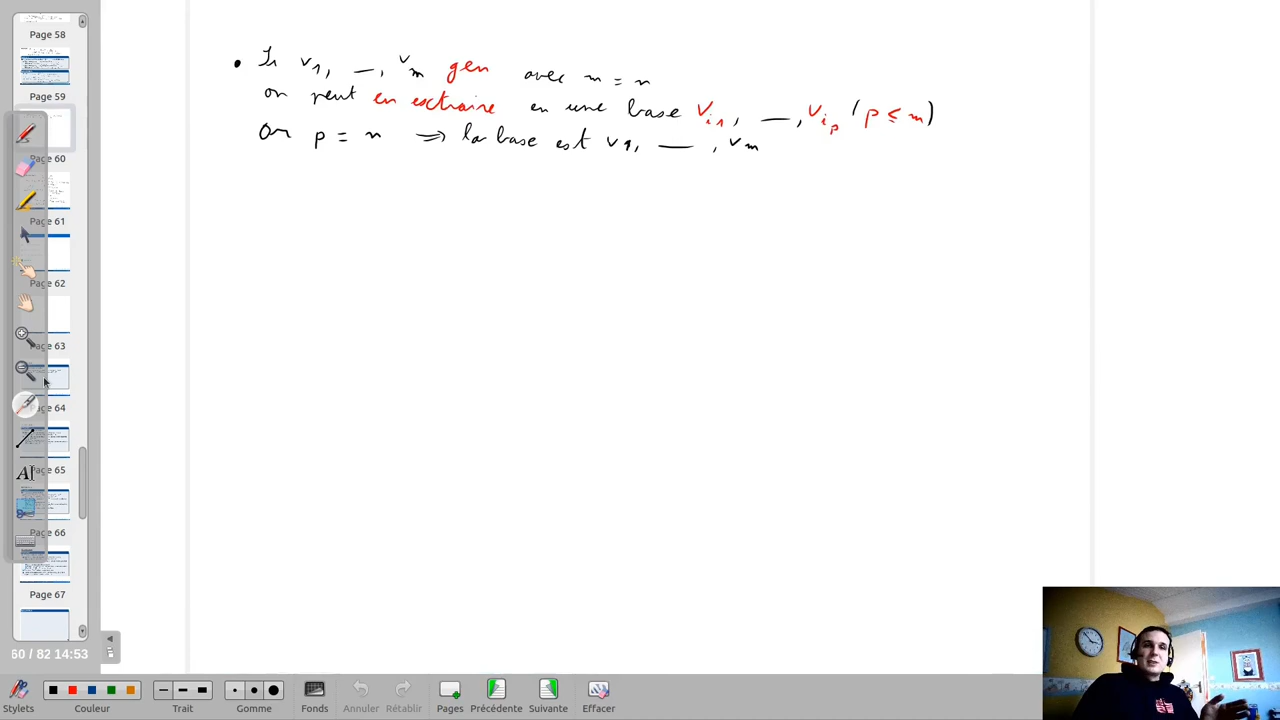 Page 58
Page 59
Page 60
Page 61
Page 62
Page 63
Page 64
Page 65
Page 66
Page 67
60 / 82 14:53
• Si v1, —, vm gen avec m = n
on peut en extraire en une base vi1, —, vip (p ≤ m)
Or p = n ⟹ la base est v1, —, vm
Stylets
Couleur
Trait
Gomme
Fonds
Annuler
Rétablir
Pages
Précédente
Suivante
Effacer